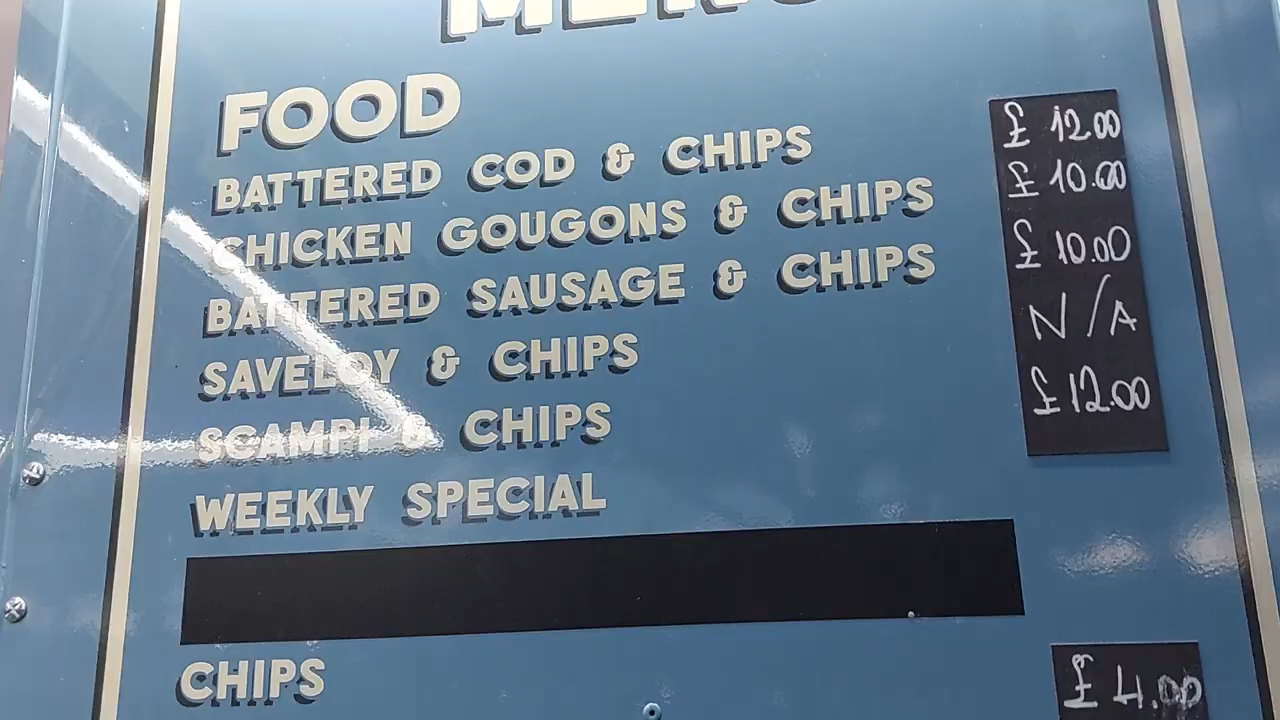 MENU
FOOD
BATTERED COD & CHIPS £ 12.00
CHICKEN GOUGONS & CHIPS £ 10.00
BATTERED SAUSAGE & CHIPS £ 10.00
SAVELOY & CHIPS N/A
SCAMPI & CHIPS £12.00
WEEKLY SPECIAL
CHIPS £ 4.00